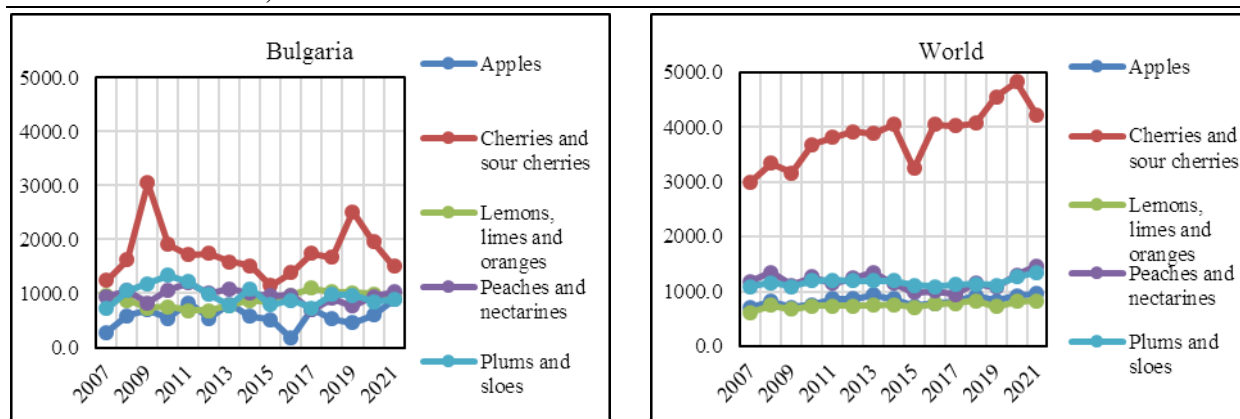 Bulgaria
5000.0
4000.0
3000.0
2000.0
1000.0
0.0
2007
2009
2011
2013
2015
2017
2019
2021
Apples
Cherries and
sour cherries
Lemons,
limes and
oranges
Peaches and
nectarines
Plums and
sloes
World
5000.0
4000.0
3000.0
2000.0
1000.0
0.0
2007
2009
2011
2013
2015
2017
2019
2021
Apples
Cherries and
sour cherries
Lemons,
limes and
oranges
Peaches and
nectarines
Plums and
sloes